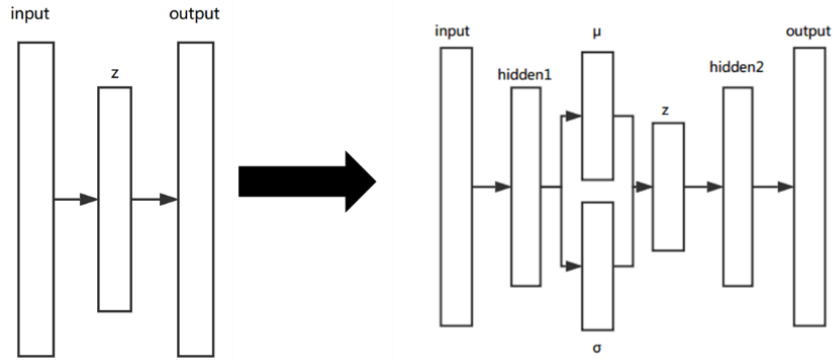 input
output
z
input
hidden1
μ
σ
z
hidden2
output